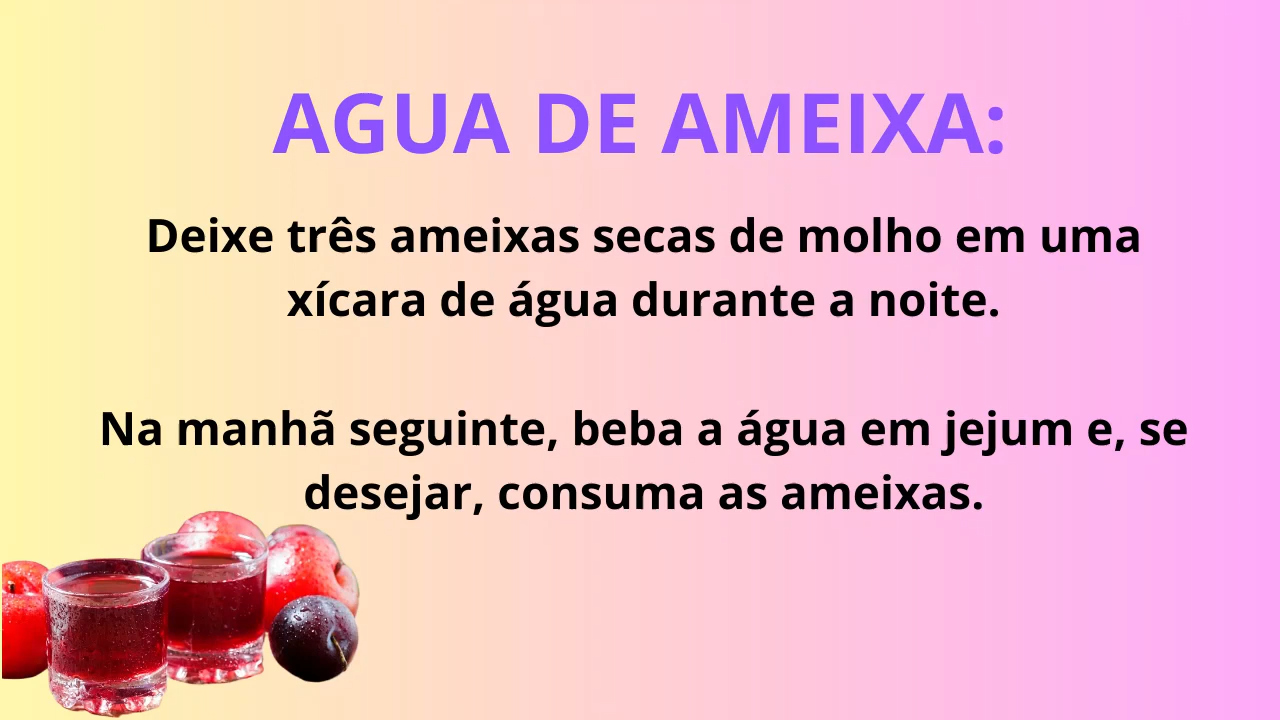 AGUA DE AMEIXA:
Deixe três ameixas secas de molho em uma
xícara de água durante a noite.
Na manhã seguinte, beba a água em jejum e, se
desejar, consuma as ameixas.